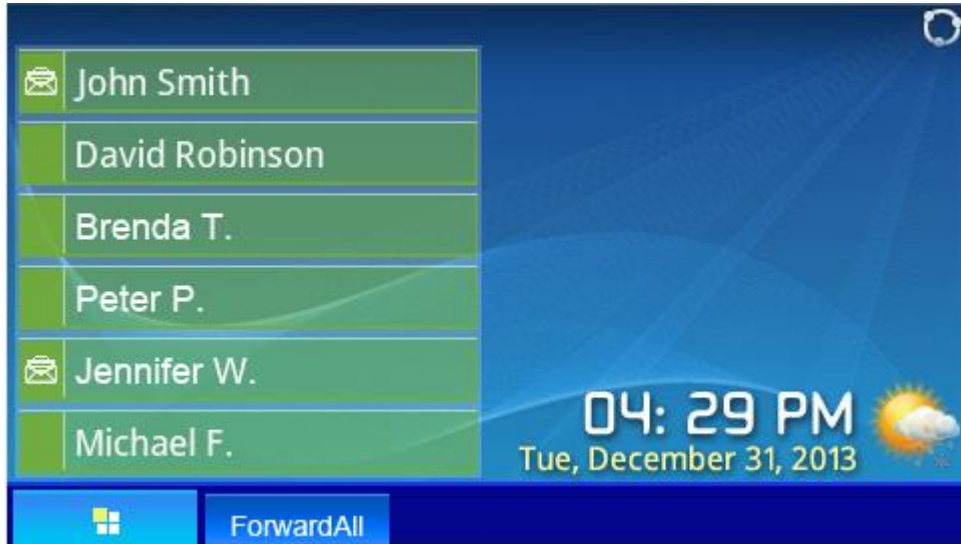 John Smith
David Robinson
Brenda T.
Peter P.
Jennifer W.
Michael F.
04: 29 PM
Tue, December 31, 2013
ForwardAll